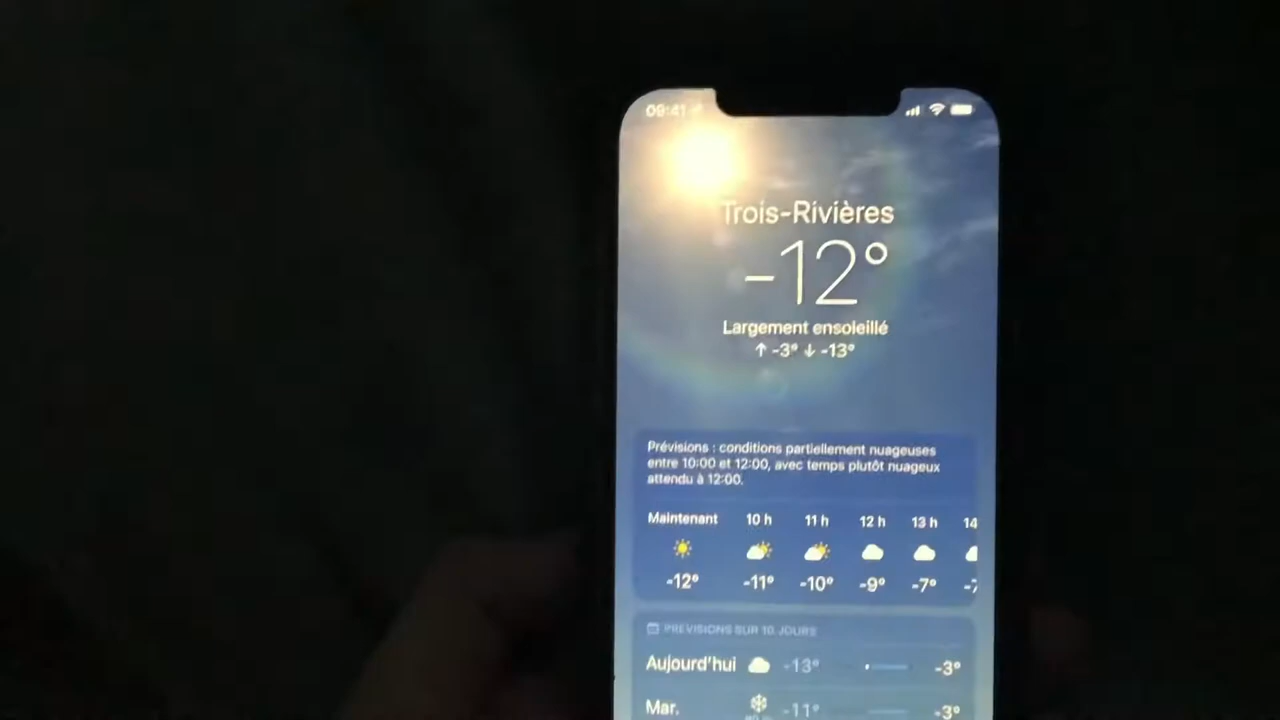 09:41
Trois-Rivières
-12°
Largement ensoleillé
↑ -3° ↓ -13°
Prévisions : conditions partiellement nuageuses
entre 10:00 et 12:00, avec temps plutôt nuageux
attendu à 12:00.
Maintenant 10 h 11 h 12 h 13 h 14
-12° -11° -10° -9° -7° -7
PRÉVISIONS SUR 10 JOURS
Aujourd'hui -13° -3°
Mar. -11° -3°